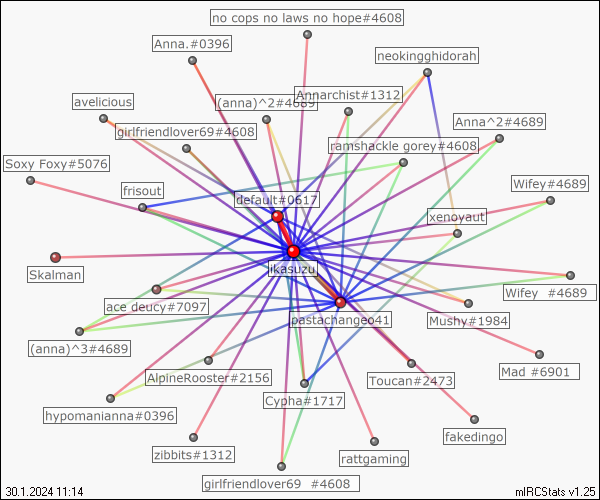 no cops no laws no hope#4608
Anna.#0396
neokingghidorah
avelicious
(anna)^2#4689
Annarchist#1312
girlfriendlover69#4608
Anna^2#4689
ramshackle gorey#4608
Soxy Foxy#5076
frisout
Wifey#4689
default#0617
xenoyaut
Skalman
ikasuzu
Wifey #4689
ace deucy#7097
pastachangeo41
Mushy#1984
(anna)^3#4689
AlpineRooster#2156
Toucan#2473
Mad #6901
hypomanianna#0396
Cypha#1717
fakedingo
zibbits#1312
rattgaming
girlfriendlover69 #4608
30.1.2024 11:14
mIRCStats v1.25